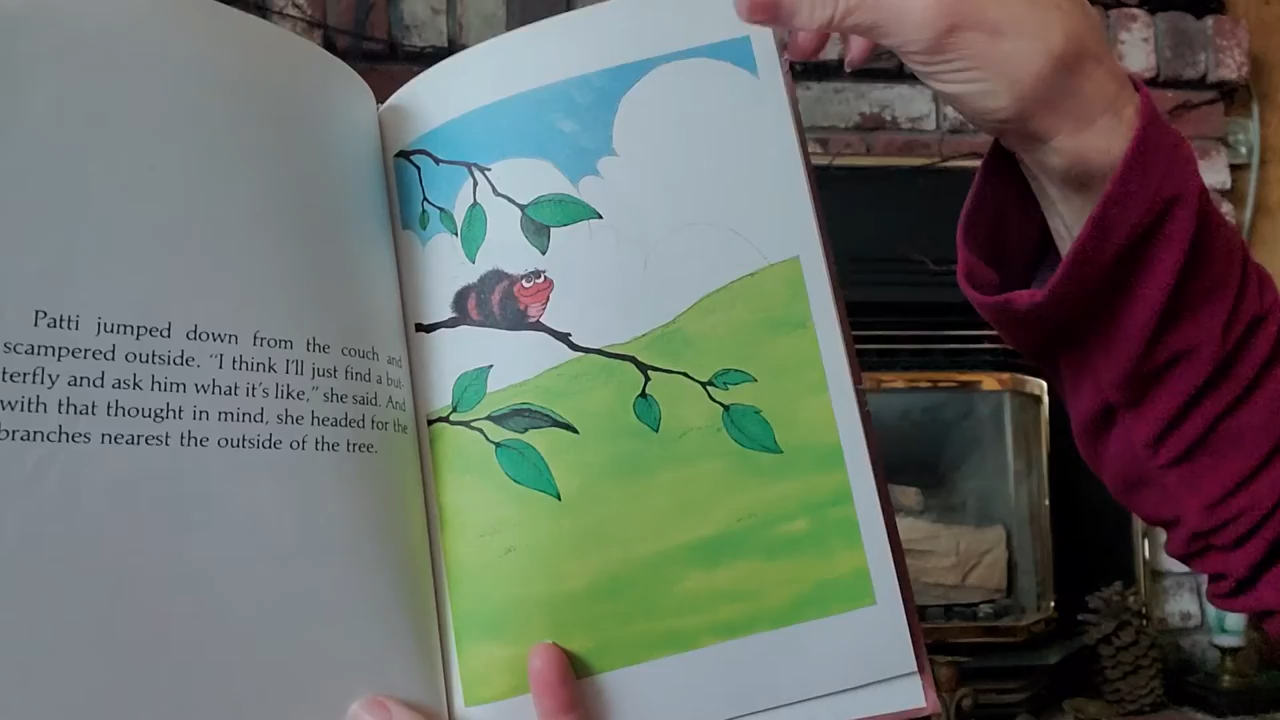 Patti jumped down from the couch and
scampered outside. “I think I’ll just find a but-
terfly and ask him what it’s like,” she said. And
with that thought in mind, she headed for the
branches nearest the outside of the tree.